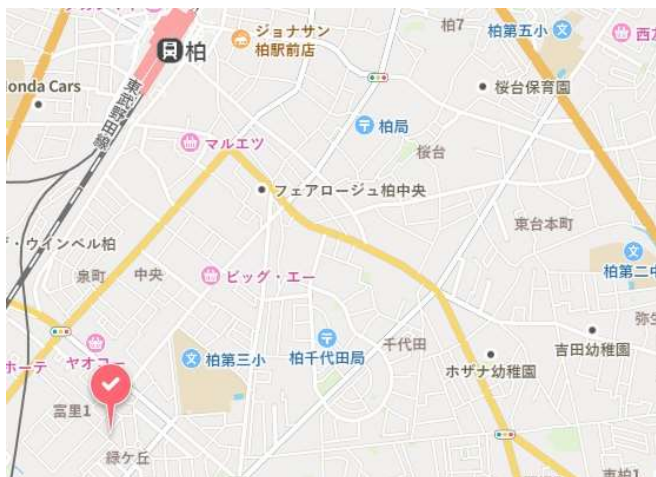 柏7
柏第五小
ジョナサン
柏駅前店
柏
onda Cars
東武野田線
桜台保育園
柏局
マルエツ
桜台
フェアロージュ柏中央
東台本町
ザ・ウインベル柏
泉町
中央
ビッグ・エー
柏第二中
弥生
柏千代田局
千代田
吉田幼稚園
ホザナ幼稚園
ホーテ
ヤオコー
柏第三小
富里1
緑ケ丘